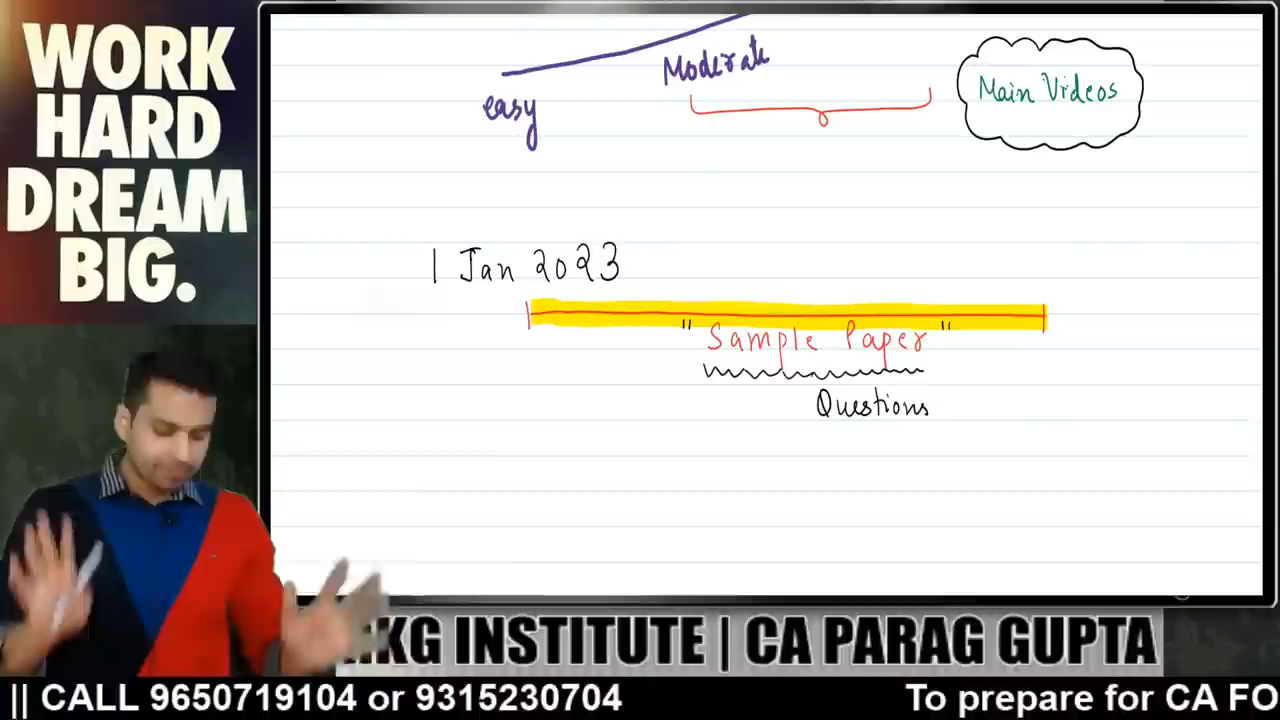 WORK
HARD
DREAM
BIG.
Moderate
easy
Main Videos
1 Jan 2023
" Sample Paper "
Questions
KG INSTITUTE | CA PARAG GUPTA
|| CALL 9650719104 or 9315230704
To prepare for CA FO